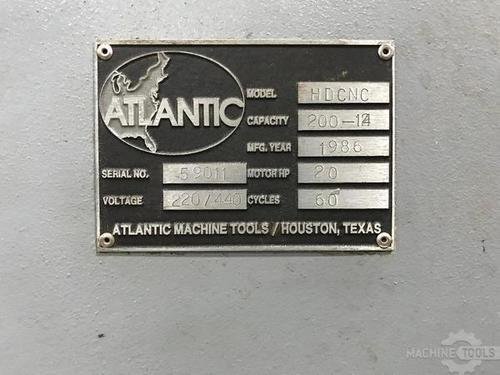 ATLANTIC
MODEL HDCNC
CAPACITY 200-14
MFG. YEAR 1986
SERIAL NO. 59011 MOTOR HP 20
VOLTAGE 220/440 CYCLES 60
ATLANTIC MACHINE TOOLS / HOUSTON, TEXAS
MACHINE TOOLS